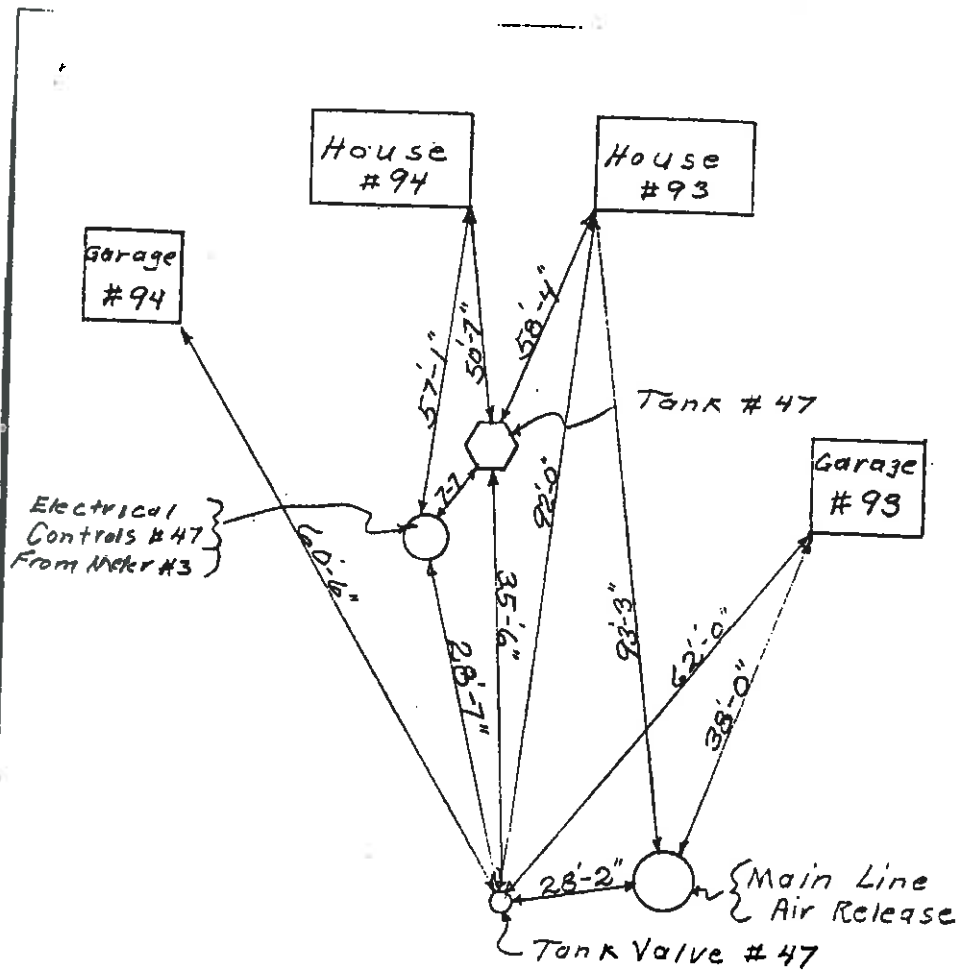 House
#94
House
#93
Garage
#94
57'-1"
50'-7"
58'-4"
Tank #47
Garage
#93
7-7
92'-0"
Electrical
Controls #47
From Meter #3
60'-6"
35'-6"
93'-3"
62'-0"
28'-7"
38'-0"
28'-2"
Main Line
Air Release
Tank Valve #47